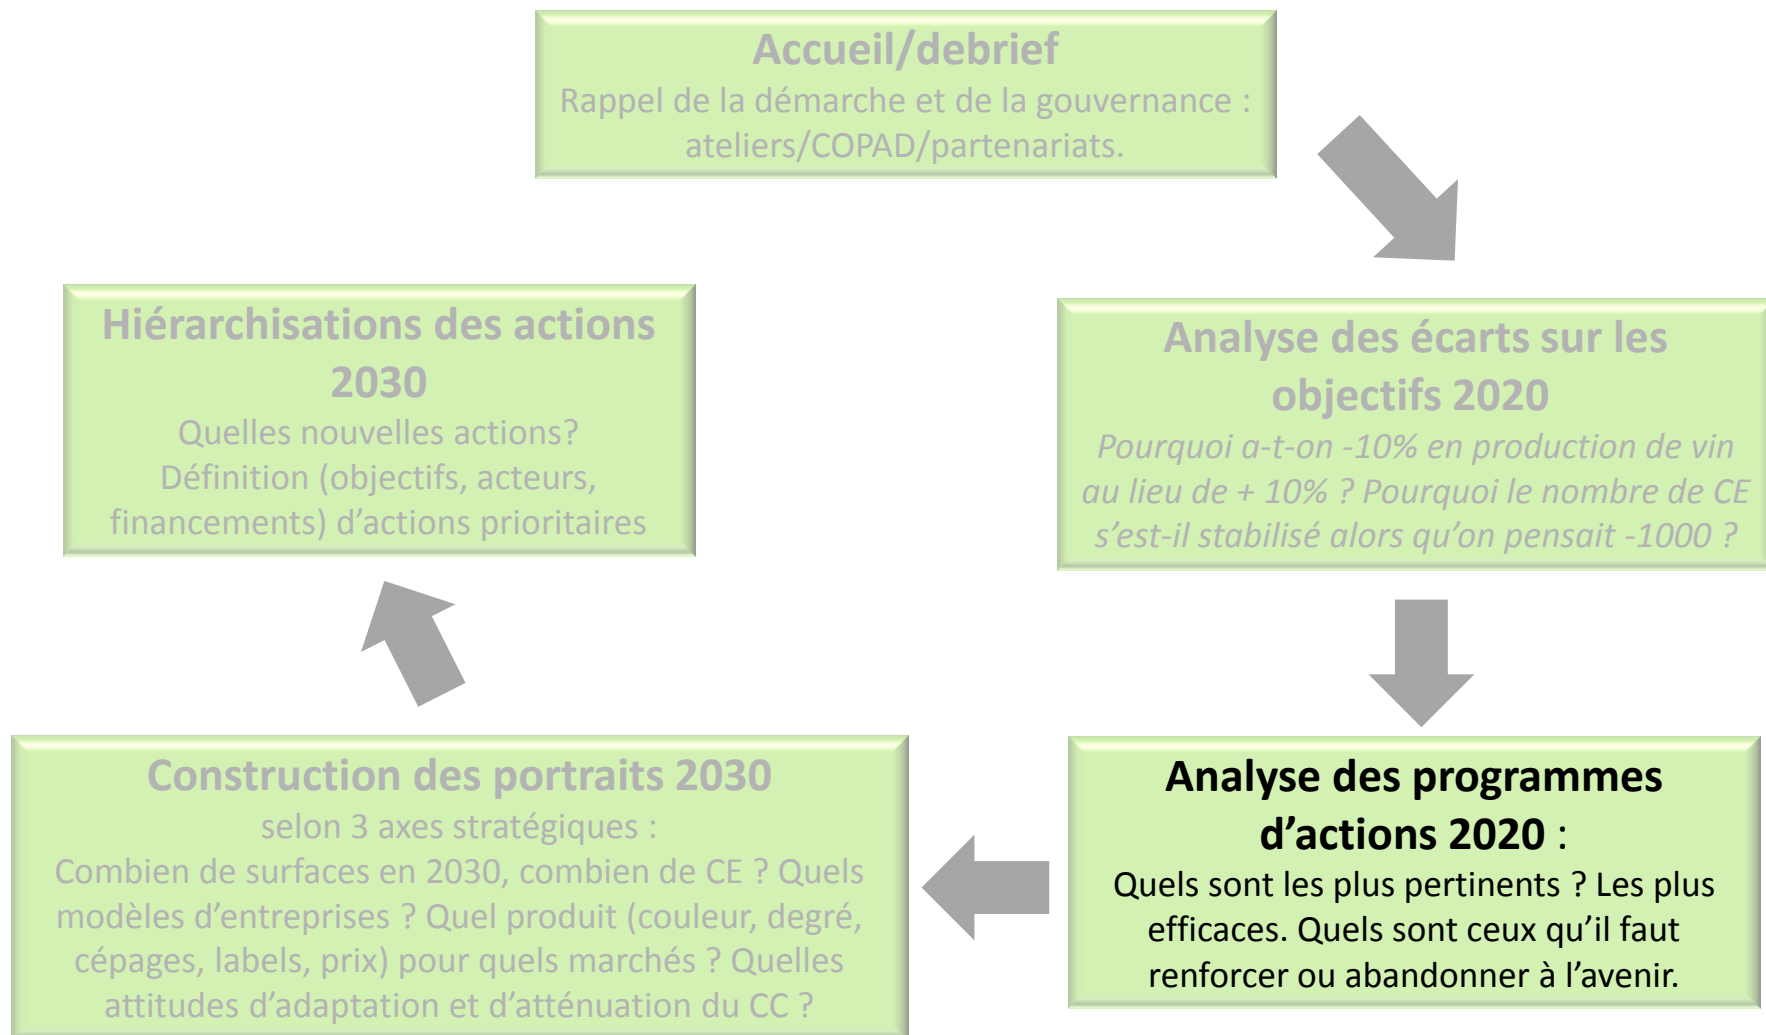 Accueil/debrief
Rappel de la démarche et de la gouvernance :
ateliers/COPAD/partenariats.
Analyse des écarts sur les
objectifs 2020
Pourquoi a-t-on -10% en production de vin
au lieu de + 10% ? Pourquoi le nombre de CE
s’est-il stabilisé alors qu’on pensait -1000 ?
Analyse des programmes
d’actions 2020 :
Quels sont les plus pertinents ? Les plus
efficaces. Quels sont ceux qu’il faut
renforcer ou abandonner à l’avenir.
Construction des portraits 2030
selon 3 axes stratégiques :
Combien de surfaces en 2030, combien de CE ? Quels
modèles d’entreprises ? Quel produit (couleur, degré,
cépages, labels, prix) pour quels marchés ? Quelles
attitudes d’adaptation et d’atténuation du CC ?
Hiérarchisations des actions
2030
Quelles nouvelles actions?
Définition (objectifs, acteurs,
financements) d’actions prioritaires